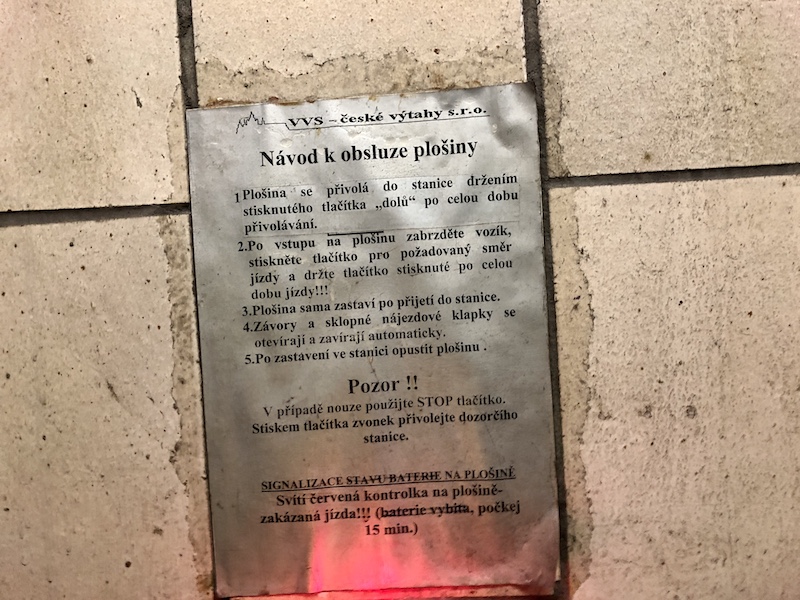 VVS – české výtahy s.r.o.
Návod k obsluze plošiny
1 Plošina se přivolá do stanice držením
stisknutého tlačítka „dolů“ po celou dobu
přivolávání.
2.Po vstupu na plošinu zabrzděte vozík,
stiskněte tlačítko pro požadovaný směr
jízdy a držte tlačítko stisknuté po celou
dobu jízdy!!!
3.Plošina sama zastaví po přijetí do stanice.
4.Závory a sklopné nájezdové klapky se
otevírají a zavírají automaticky.
5.Po zastavení ve stanici opustit plošinu .
Pozor !!
V případě nouze použijte STOP tlačítko.
Stiskem tlačítka zvonek přivolejte dozorčího
stanice.
SIGNALIZACE STAVU BATERIE NA PLOŠINĚ
Svítí červená kontrolka na plošině-
zakázaná jízda!!! (baterie vybita, počkej
15 min.)